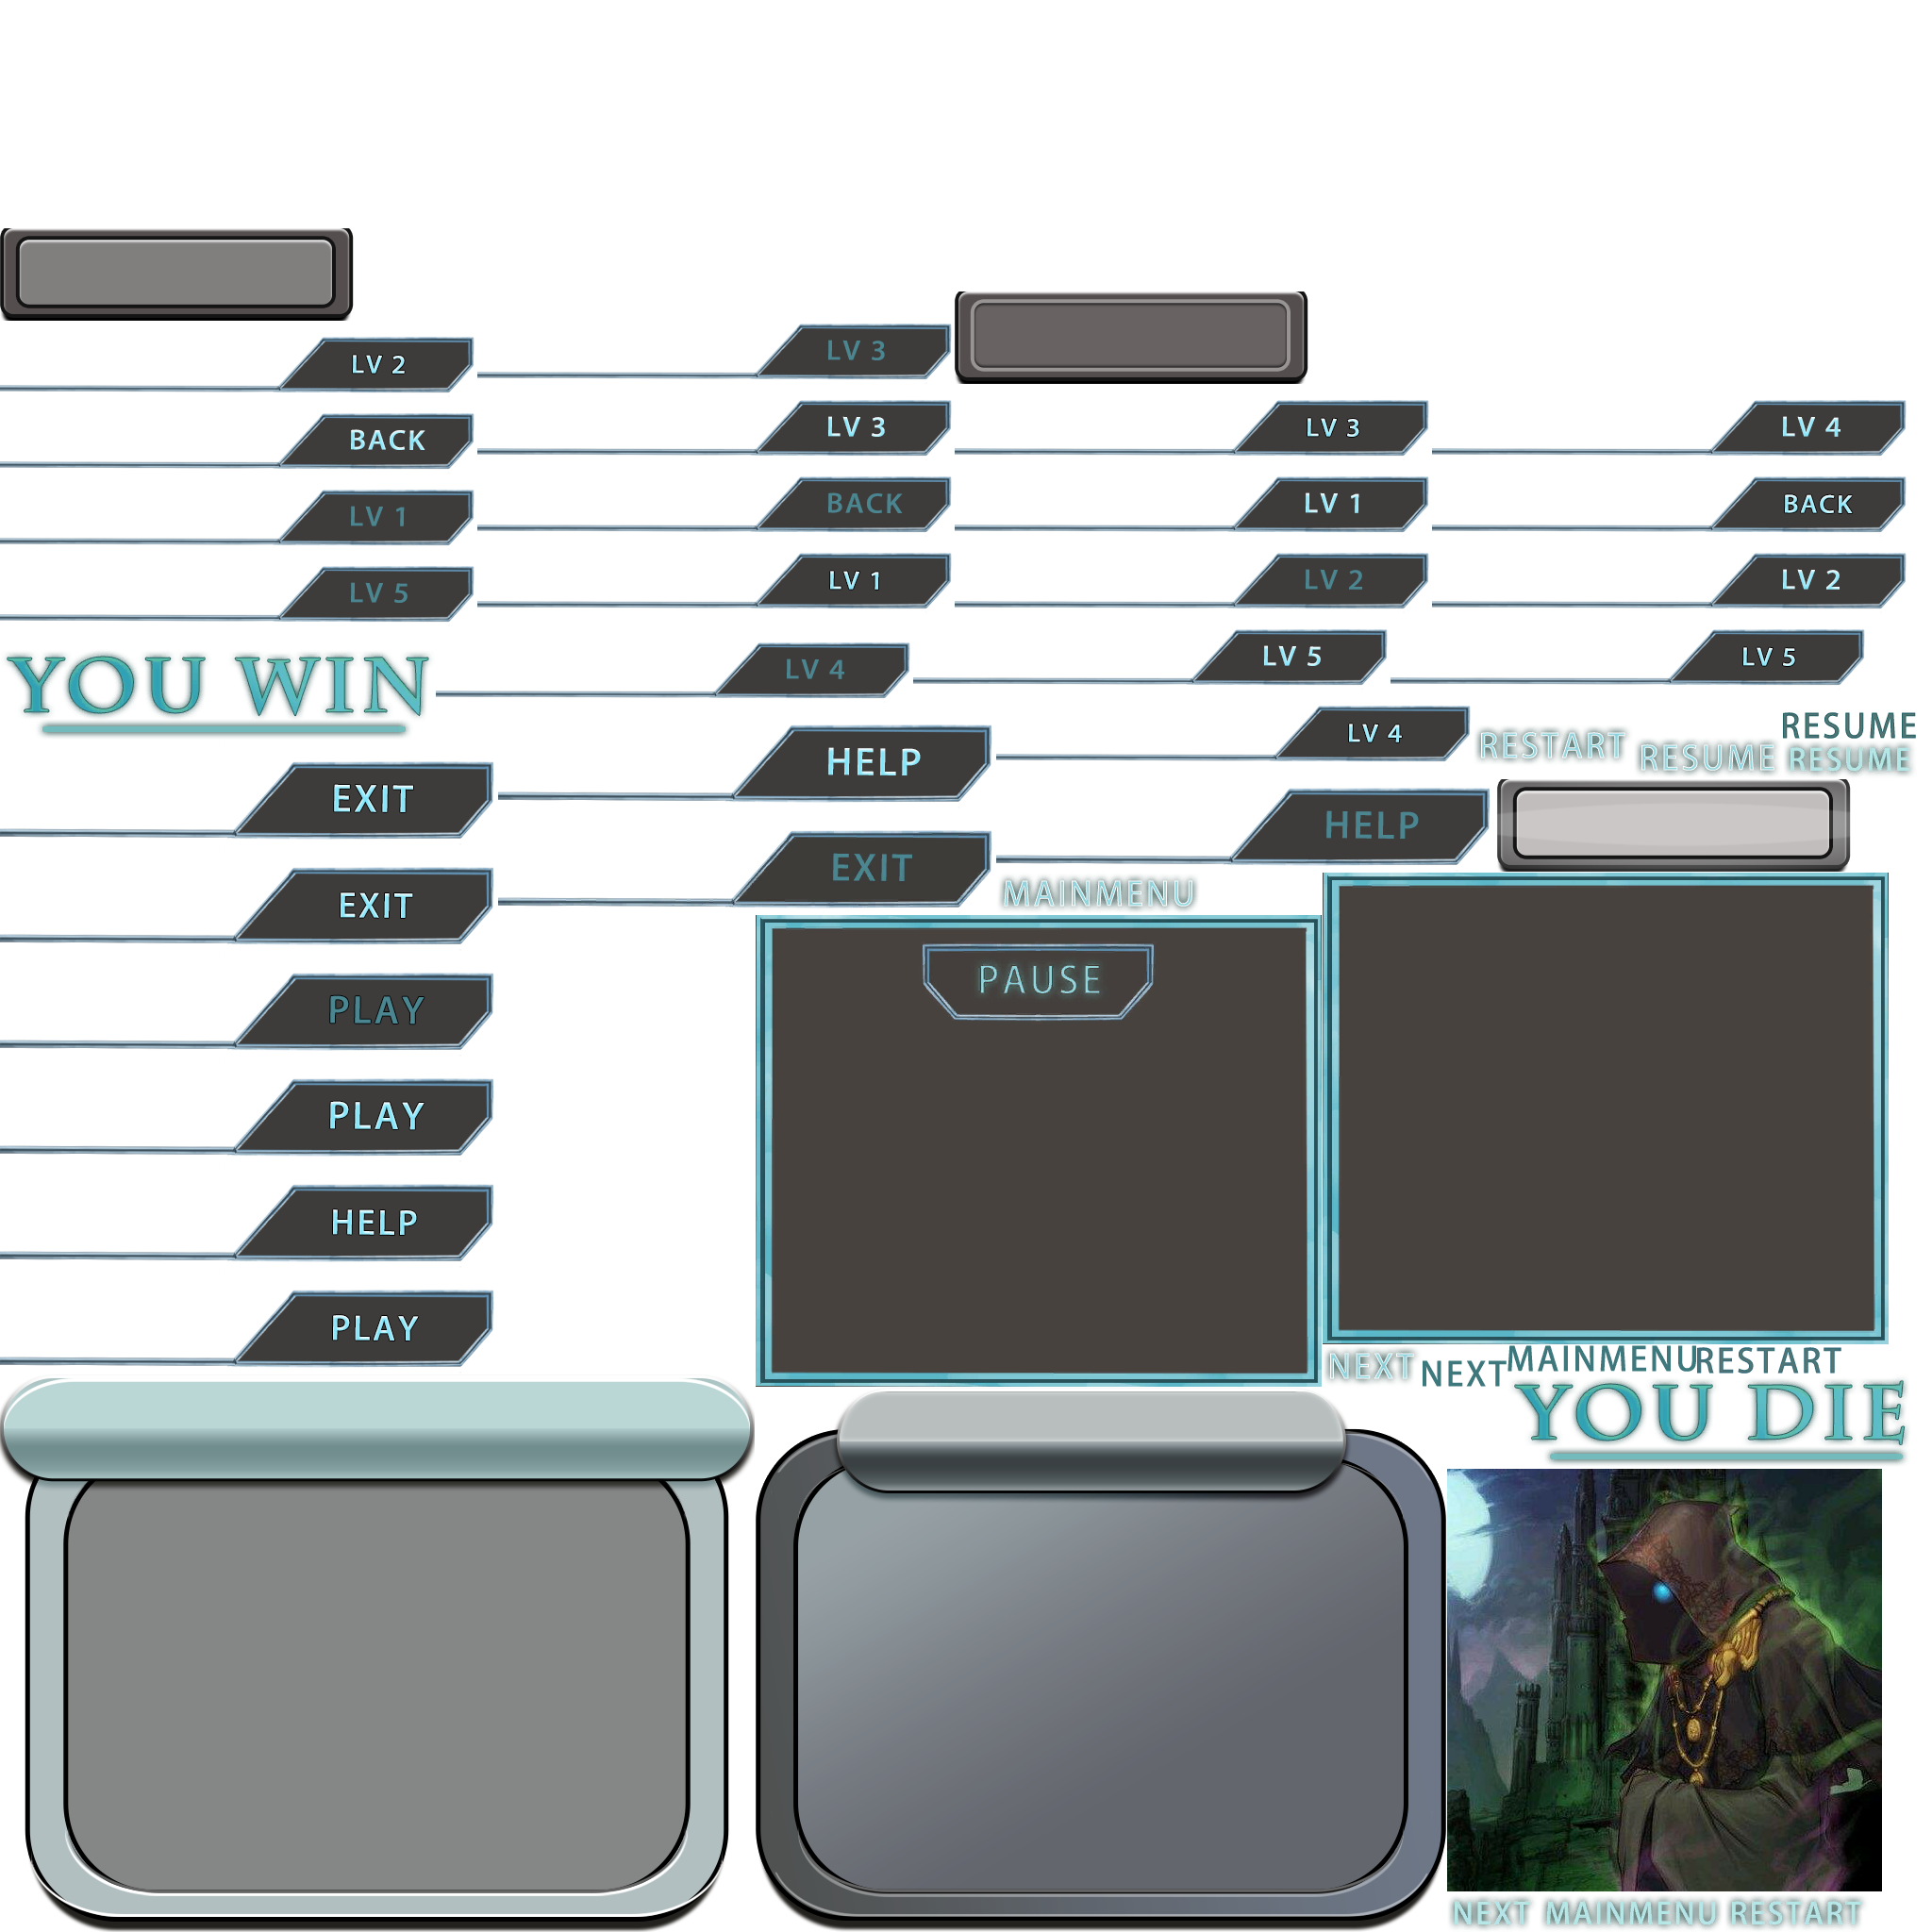 LV 3
LV 2
LV 3
LV 3
LV 4
BACK
BACK
LV 1
BACK
LV 1
LV 1
LV 2
LV 2
LV 5
LV 5
LV 5
LV 4
YOU WIN
RESUME
LV 4
RESTART
RESUME
RESUME
HELP
EXIT
HELP
EXIT
MAINMENU
EXIT
PAUSE
PLAY
PLAY
HELP
PLAY
MAINMENU
RESTART
NEXT
NEXT
YOU DIE
NEXT MAINMENU RESTART